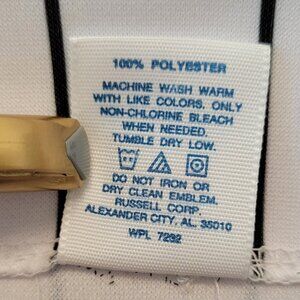 100% POLYESTER
MACHINE WASH WARM
WITH LIKE COLORS. ONLY
NON-CHLORINE BLEACH
WHEN NEEDED.
TUMBLE DRY LOW.
DO NOT IRON OR
DRY CLEAN EMBLEM.
RUSSELL CORP.
ALEXANDER CITY, AL. 35010
WPL 7292